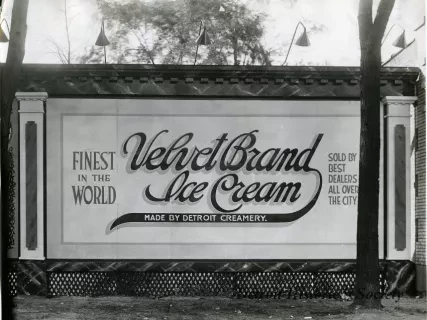 FINEST
IN THE
WORLD
Velvet Brand
Ice Cream
MADE BY DETROIT CREAMERY.
SOLD BY
BEST
DEALERS
ALL OVER
THE CITY